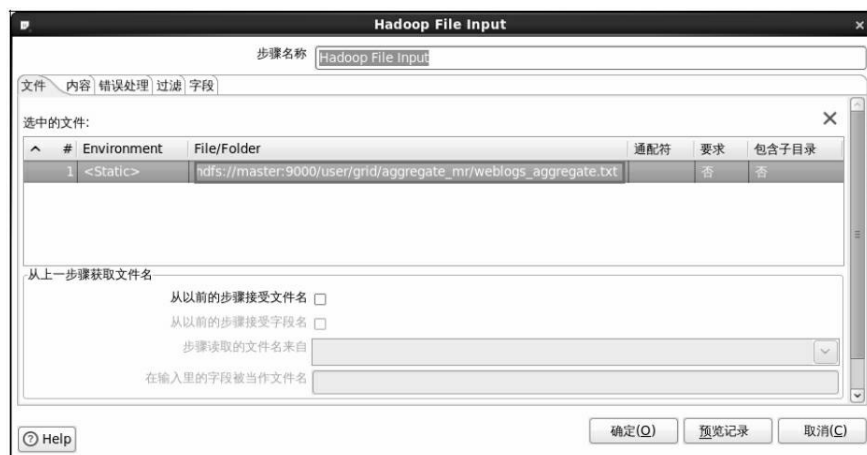 Hadoop File Input
步骤名称 Hadoop File Input
文件 内容 错误处理 过滤 字段
选中的文件:
# Environment File/Folder 通配符 要求 包含子目录
1 <Static> hdfs://master:9000/user/grid/aggregate_mr/weblogs_aggregate.txt 否 否
从上一步骤获取文件名
从以前的步骤接受文件名
从以前的步骤接受字段名
步骤读取的文件名来自
在输入里的字段被当作文件名
Help 确定(O) 预览记录 取消(C)